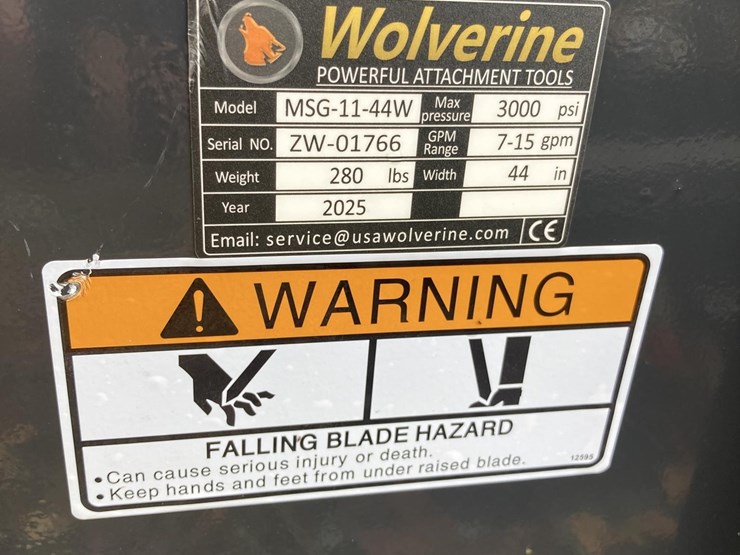 Wolverine
POWERFUL ATTACHMENT TOOLS
Model MSG-11-44W Max pressure 3000 psi
Serial NO. ZW-01766 GPM Range 7-15 gpm
Weight 280 lbs Width 44 in
Year 2025
Email: service@usawolverine.com CE
WARNING
FALLING BLADE HAZARD
• Can cause serious injury or death.
• Keep hands and feet from under raised blade.
12595